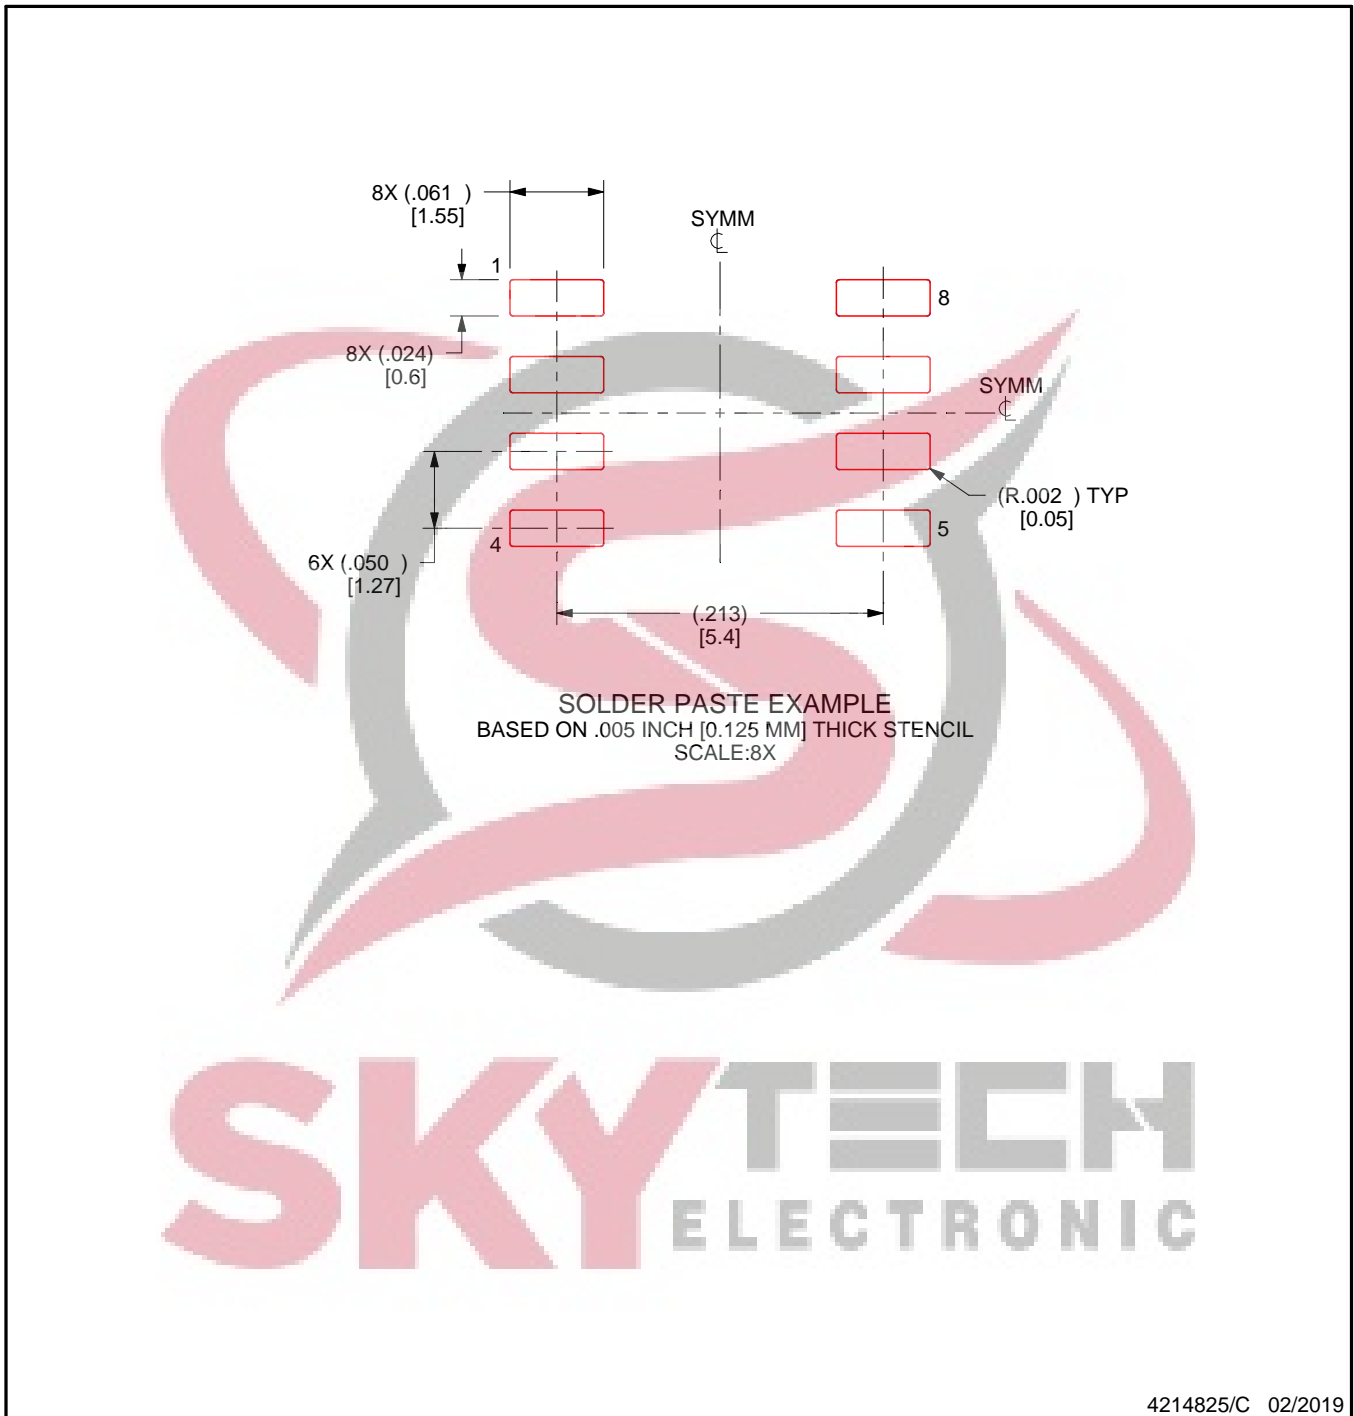 8X (.061 )
[1.55]
SYMM
CL
1
8
8X (.024)
[0.6]
SYMM
CL
(R.002 ) TYP
[0.05]
4
5
6X (.050 )
[1.27]
(.213)
[5.4]
SOLDER PASTE EXAMPLE
BASED ON .005 INCH [0.125 MM] THICK STENCIL
SCALE:8X
SKYTECH
ELECTRONIC
4214825/C 02/2019